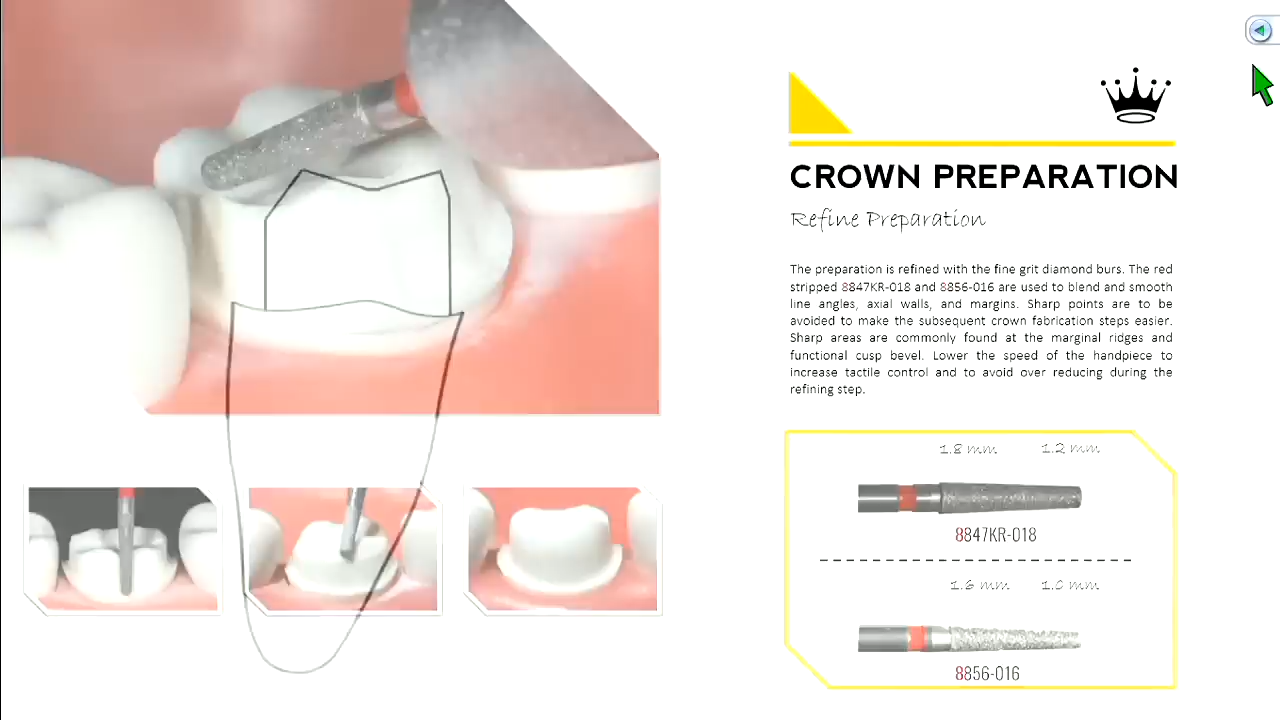 CROWN PREPARATION
Refine Preparation
The preparation is refined with the fine grit diamond burs. The red
stripped 8847KR-018 and 8856-016 are used to blend and smooth
line angles, axial walls, and margins. Sharp points are to be
avoided to make the subsequent crown fabrication steps easier.
Sharp areas are commonly found at the marginal ridges and
functional cusp bevel. Lower the speed of the handpiece to
increase tactile control and to avoid over reducing during the
refining step.
1.8 mm 1.2 mm
8847KR-018
1.6 mm 1.0 mm
8856-016